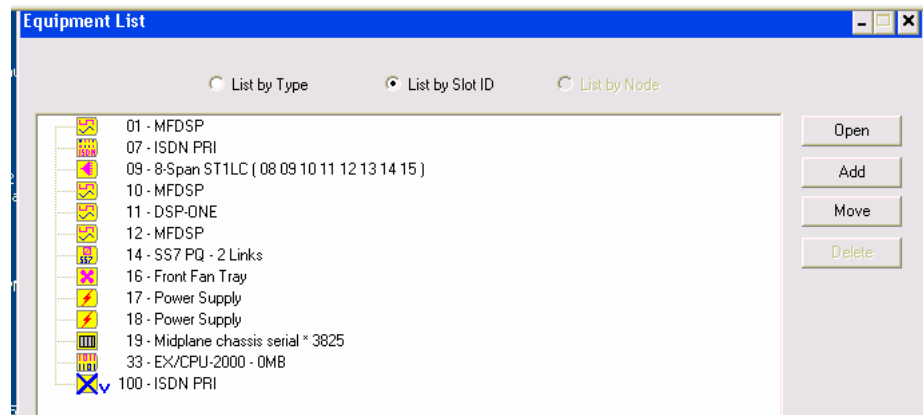 Equipment List
List by Type List by Slot ID List by Node
01 - MFDSP
07 - ISDN PRI
09 - 8-Span ST1LC ( 08 09 10 11 12 13 14 15 )
10 - MFDSP
11 - DSP-ONE
12 - MFDSP
14 - SS7 PQ - 2 Links
16 - Front Fan Tray
17 - Power Supply
18 - Power Supply
19 - Midplane chassis serial * 3825
33 - EX/CPU-2000 - 0MB
100 - ISDN PRI
Open
Add
Move
Delete